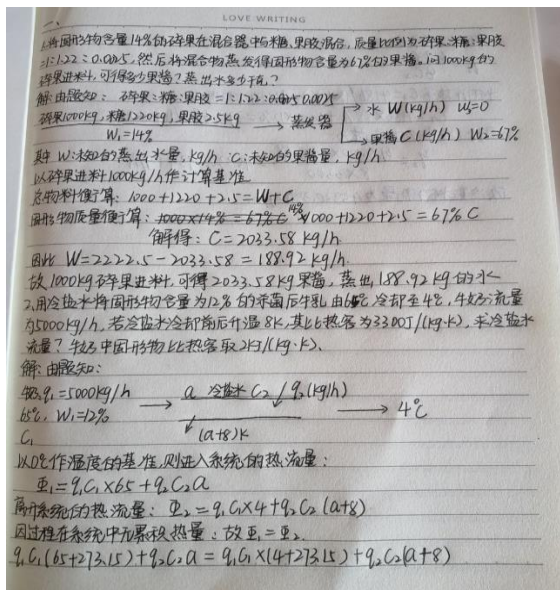 LOVE WRITING
一、
1.将固形物含量14%的碎果在混合器中与糖、果胶混合,质量比例为碎果:糖:果胶
=1:1.22:0.0025,然后将混合物蒸发得固形物含量为67%的果酱。问1000kg的
碎果进料,可得多少果酱?蒸出水多少千克?
解:由题知: 碎果:糖:果胶=1:1.22:0.0025
碎果1000kg,糖1220kg,果胶2.5kg → 蒸发器 → 水 W(kg/h) W3=0
W1=14% → 果酱C(kg/h) W2=67%
其中 W:未知的蒸出水量,kg/h C:未知的果酱量,kg/h
以碎果进料1000kg/h作计算基准
总物料衡算:1000+1220+2.5=W+C
固形物质量衡算:1000×14%=67%C 14%×1000+1220+2.5=67%C
解得:C=2033.58kg/h
因此 W=2222.5-2033.58=188.92kg/h
故1000kg碎果进料,可得2033.58kg果酱,蒸出188.92kg的水
2.用冷盐水将固形物含量为12%的杀菌后牛乳由65℃冷却至4℃,牛奶流量
为5000kg/h,若冷盐水冷却前后升温8K,其比热容为3300J/(kg·K),求冷盐水
流量?牛奶中固形物比热容取2kJ/(kg·K)、
解:由题知:
牛奶q1=5000kg/h → a 冷盐水C2/q2(kg/h)
65℃,W1=12% → 4℃
C1 (a+8)K
以0℃作温度的基准,则进入系统的热流量:
Φ1=q1C1×65+q2C2a
离开系统的热流量:Φ2=q1C1×4+q2C2(a+8)
因过程在系统中无累积热量:故Φ1=Φ2.
q1C1(65+273.15)+q2C2a=q1C1×(4+273.15)+q2C2(a+8)